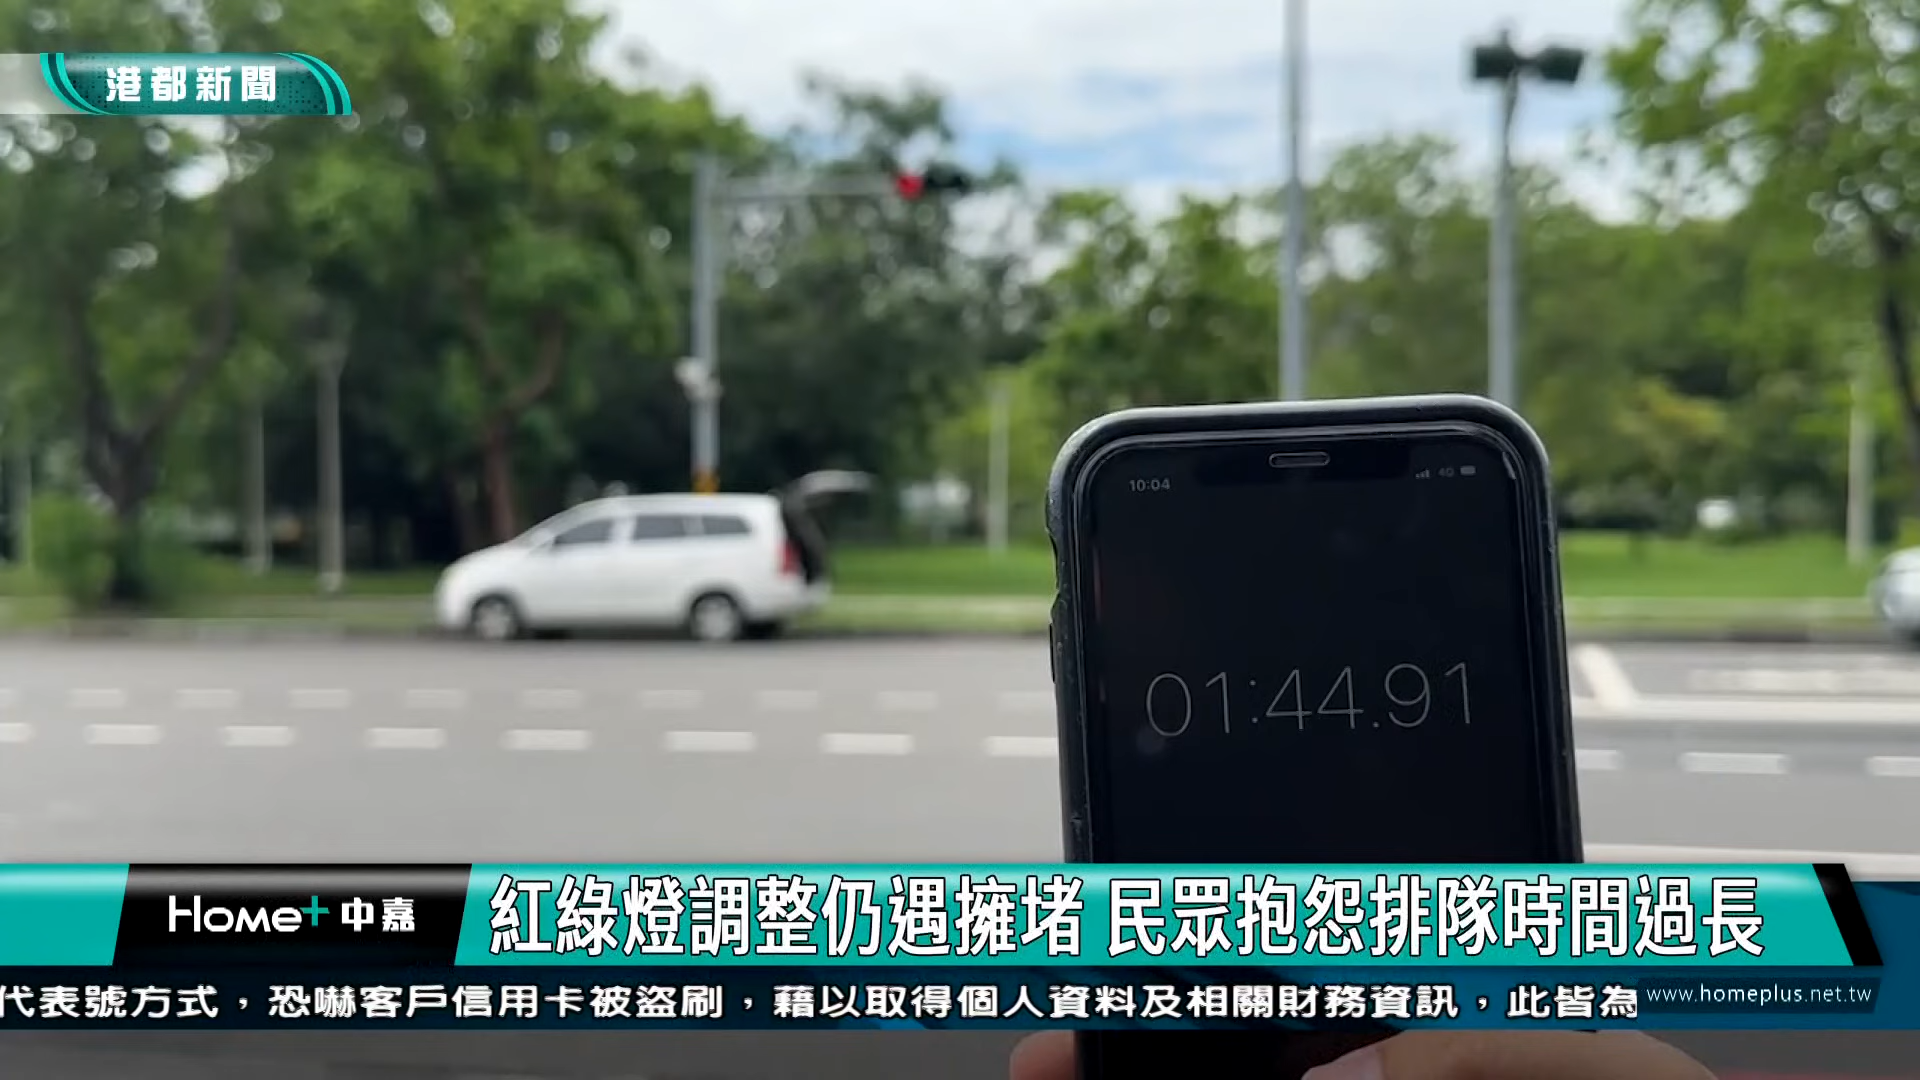 港都新聞
10:04
4G
01:44.91
Home+ 中嘉
紅綠燈調整仍遇擁堵 民眾抱怨排隊時間過長
代表號方式，恐嚇客戶信用卡被盜刷，藉以取得個人資料及相關財務資訊，此皆為
www.homeplus.net.tw